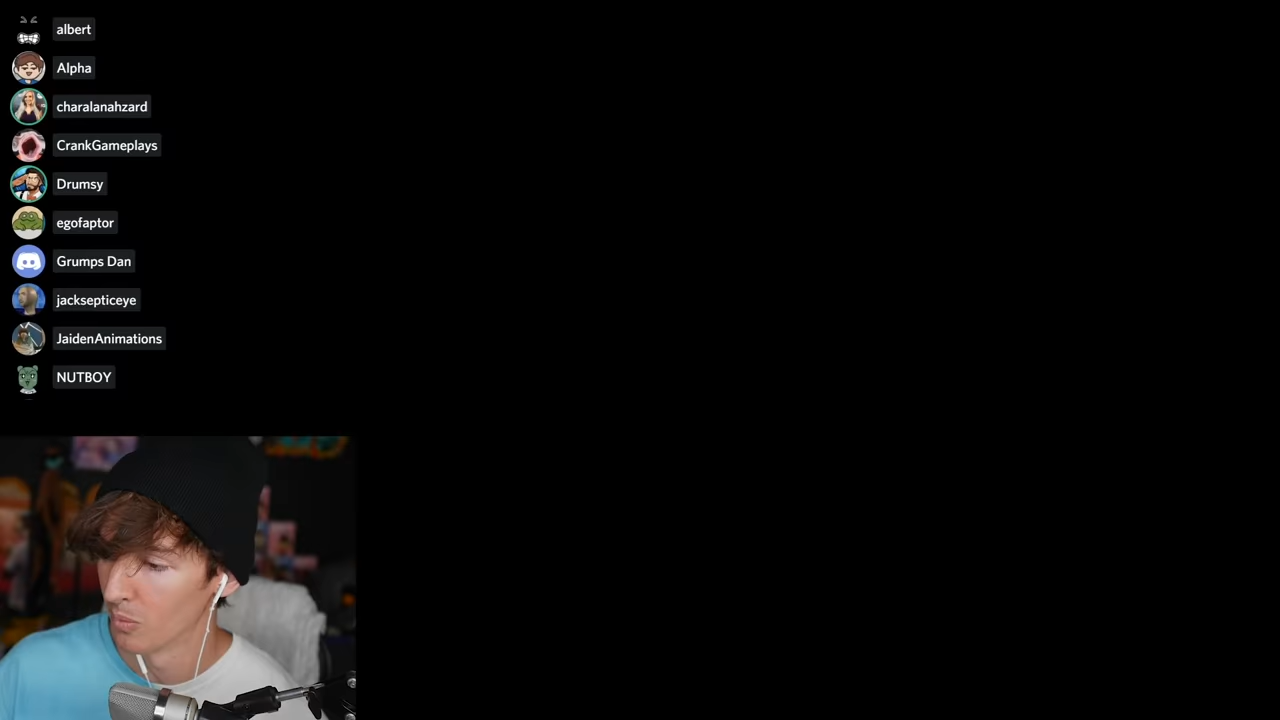 albert
Alpha
charalanahzard
CrankGameplays
Drumsy
egofaptor
Grumps Dan
jacksepticeye
JaidenAnimations
NUTBOY